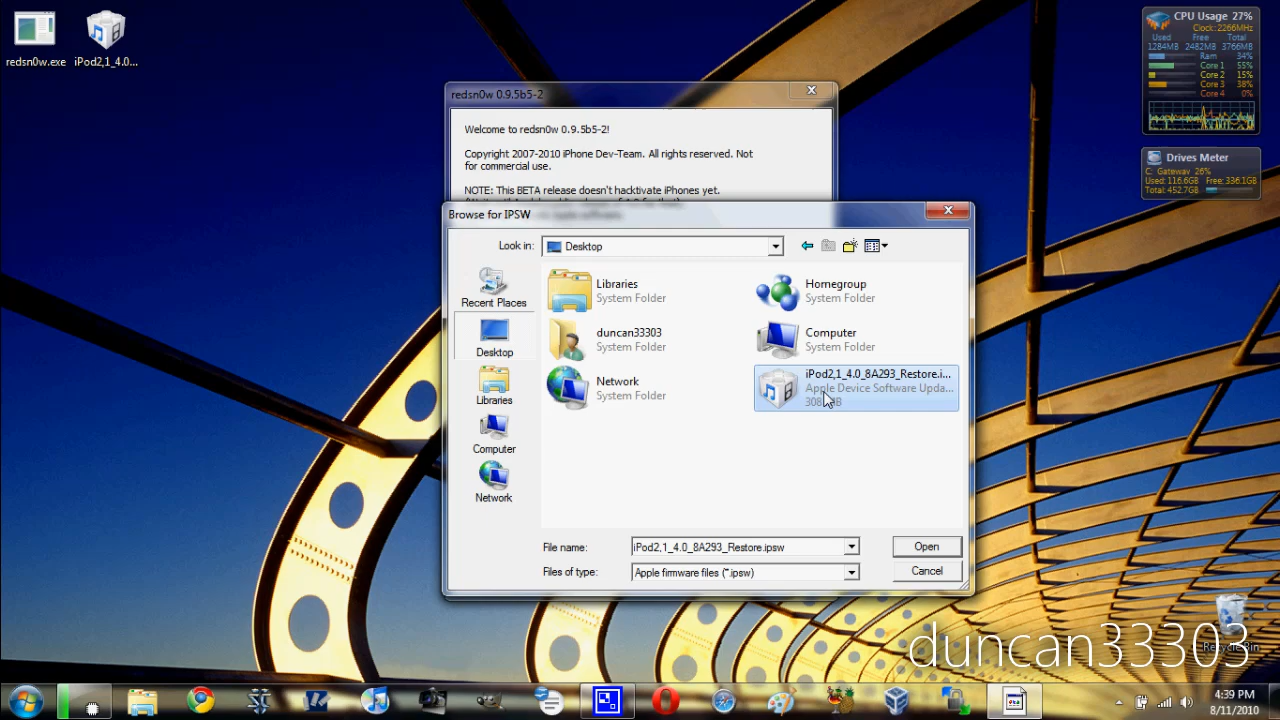 redsn0w.exe
iPod2,1_4.0...
CPU Usage 27%
Clock:2266MHz
Used Free Total
1284MB 2482MB 3766MB
Ram 34%
Core 1 55%
Core 2 15%
Core 3 38%
Core 4 0%
Drives Meter
C: Gateway 26%
Used: 116.6GB Free: 336.1GB
Total: 452.7GB
redsn0w 0.9.5b5-2
Welcome to redsn0w 0.9.5b5-2!
Copyright 2007-2010 iPhone Dev-Team. All rights reserved. Not
for commercial use.
NOTE: This BETA release doesn't hacktivate iPhones yet.
Browse for IPSW
Look in: Desktop
Recent Places
Desktop
Libraries
Computer
Network
Libraries
System Folder
Homegroup
System Folder
duncan33303
System Folder
Computer
System Folder
Network
System Folder
iPod2,1_4.0_8A293_Restore.i...
Apple Device Software Upda...
File name: iPod2,1_4.0_8A293_Restore.ipsw Open
Files of type: Apple firmware files (*.ipsw) Cancel
Recycle Bin
duncan33303
4:39 PM
8/11/2010